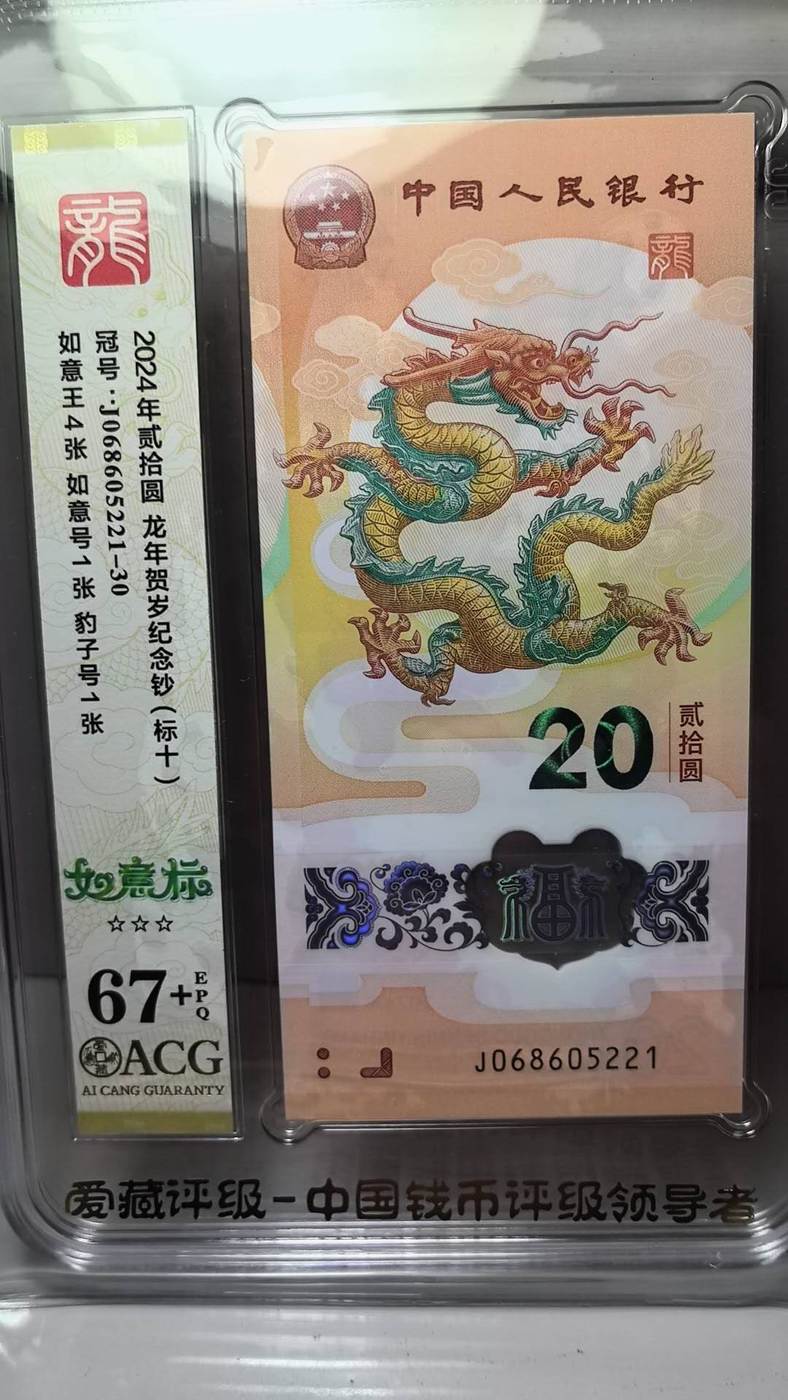 龍
2024年贰拾圆 龙年贺岁纪念钞(标十)
冠号:J068605221-30
如意王4张 如意号1张 豹子号1张
如意标
☆☆☆
67+EPQ
ACG
AI CANG GUARANTY
中国人民银行
龍
20
贰拾圆
福
J068605221
爱藏评级-中国钱币评级领导者